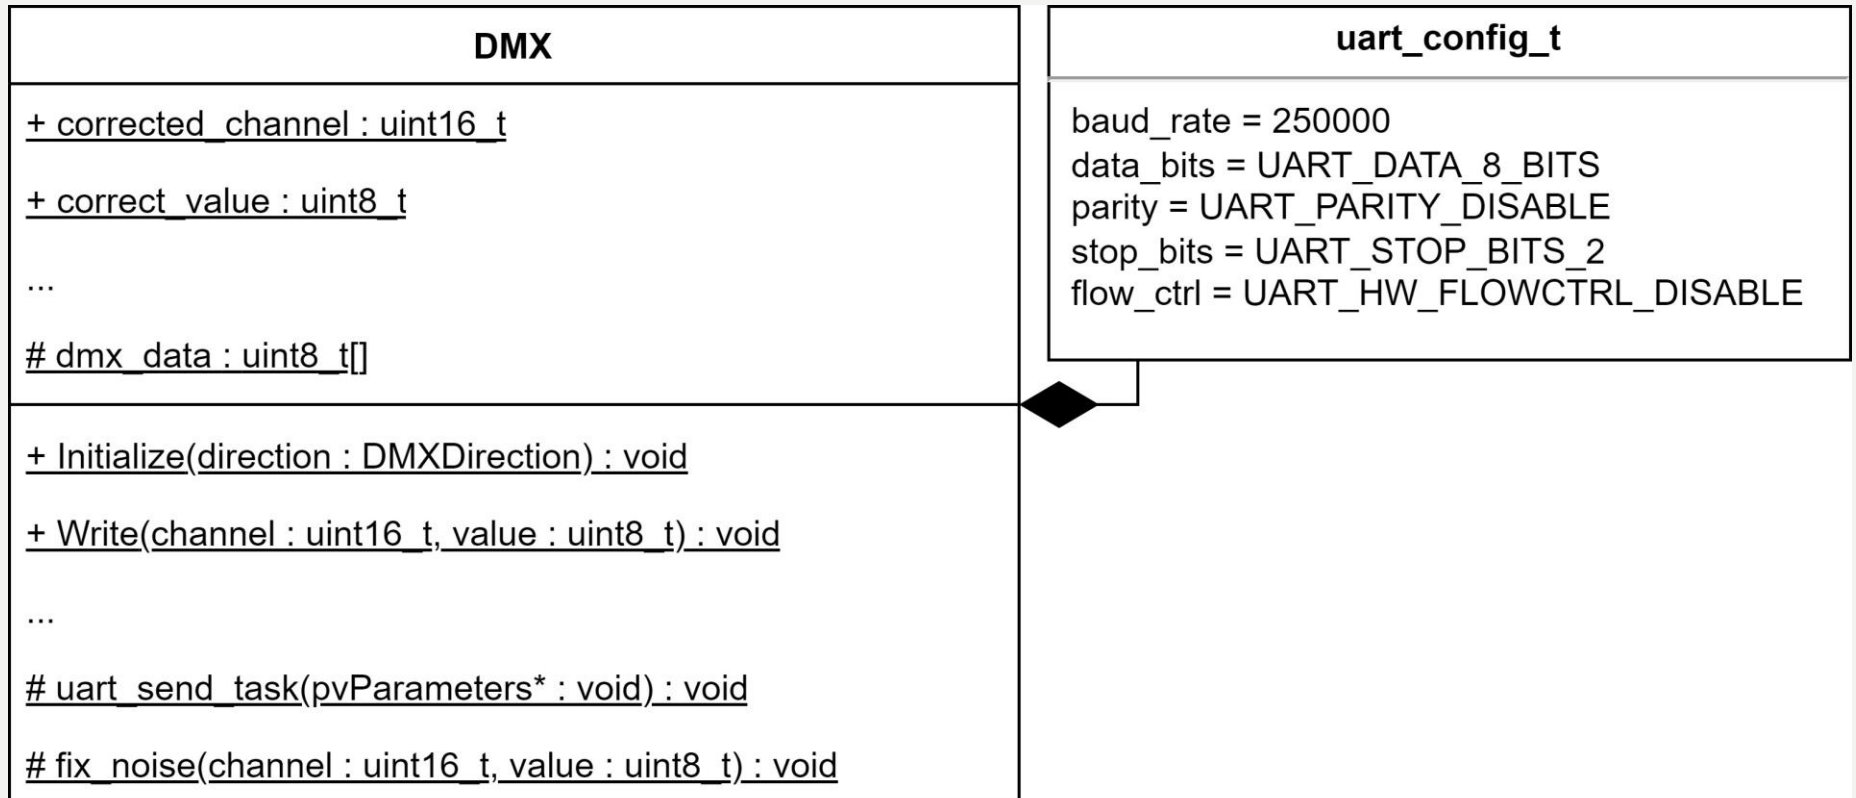 DMX
+ corrected_channel : uint16_t
+ correct_value : uint8_t
...
# dmx_data : uint8_t[]
+ Initialize(direction : DMXDirection) : void
+ Write(channel : uint16_t, value : uint8_t) : void
...
# uart_send_task(pvParameters* : void) : void
# fix_noise(channel : uint16_t, value : uint8_t) : void
uart_config_t
baud_rate = 250000
data_bits = UART_DATA_8_BITS
parity = UART_PARITY_DISABLE
stop_bits = UART_STOP_BITS_2
flow_ctrl = UART_HW_FLOWCTRL_DISABLE